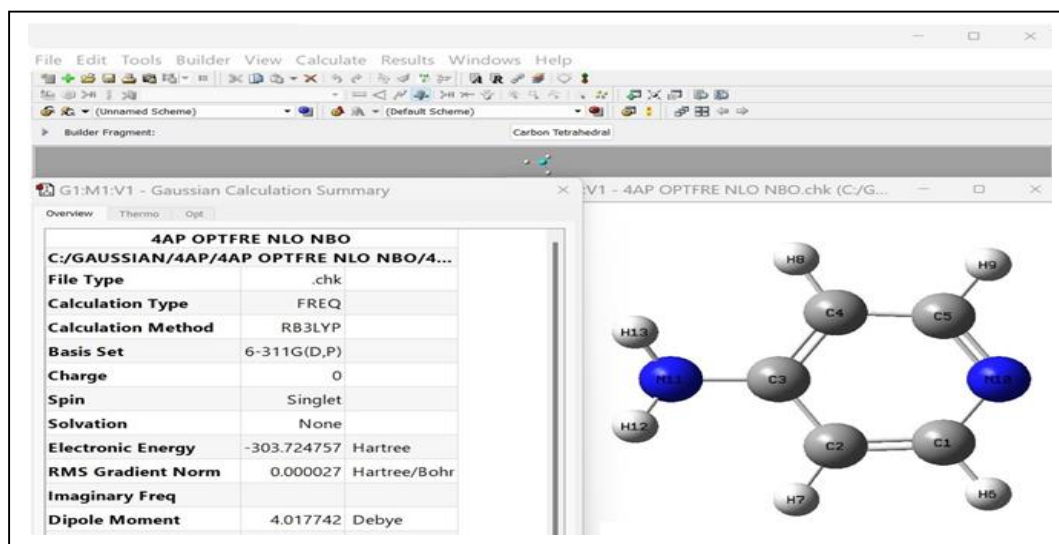 File Edit Tools Builder View Calculate Results Windows Help
(Unnamed Scheme) (Default Scheme)
Builder Fragment: Carbon Tetrahedral
G1:M1:V1 - Gaussian Calculation Summary
:V1 - 4AP OPTFRE NLO NBO.chk (C:/G...
Overview Thermo Opt
4AP OPTFRE NLO NBO
C:/GAUSSIAN/4AP/4AP OPTFRE NLO NBO/4...
File Type .chk
Calculation Type FREQ
Calculation Method RB3LYP
Basis Set 6-311G(D,P)
Charge 0
Spin Singlet
Solvation None
Electronic Energy -303.724757 Hartree
RMS Gradient Norm 0.000027 Hartree/Bohr
Imaginary Freq
Dipole Moment 4.017742 Debye
H8
H9
C4
C5
H13
N11
C3
N10
H12
C2
C1
H7
H6